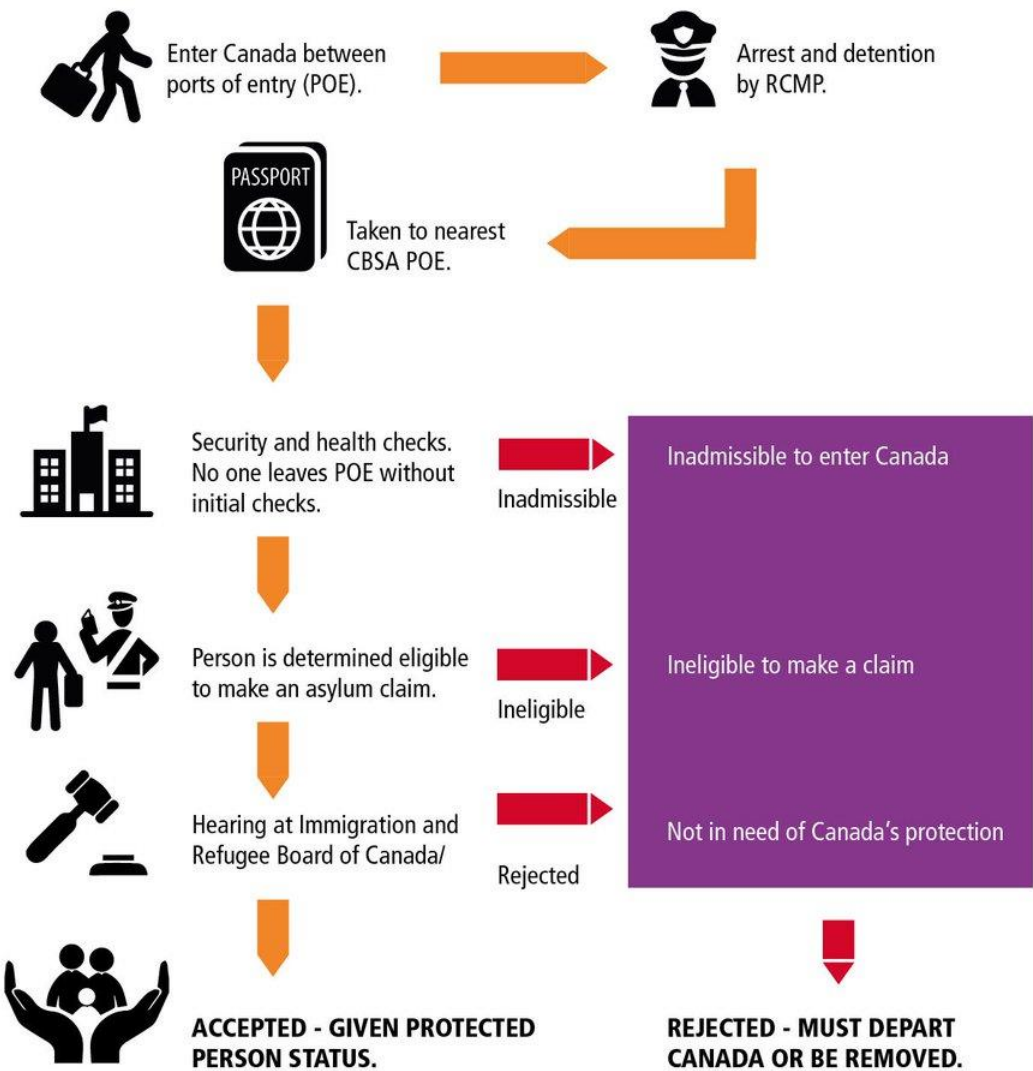 Enter Canada between
ports of entry (POE).
Arrest and detention
by RCMP.
PASSPORT
Taken to nearest
CBSA POE.
Security and health checks.
No one leaves POE without
initial checks.
Inadmissible
Inadmissible to enter Canada
Person is determined eligible
to make an asylum claim.
Ineligible
Ineligible to make a claim
Hearing at Immigration and
Refugee Board of Canada/
Rejected
Not in need of Canada's protection
ACCEPTED - GIVEN PROTECTED
PERSON STATUS.
REJECTED - MUST DEPART
CANADA OR BE REMOVED.